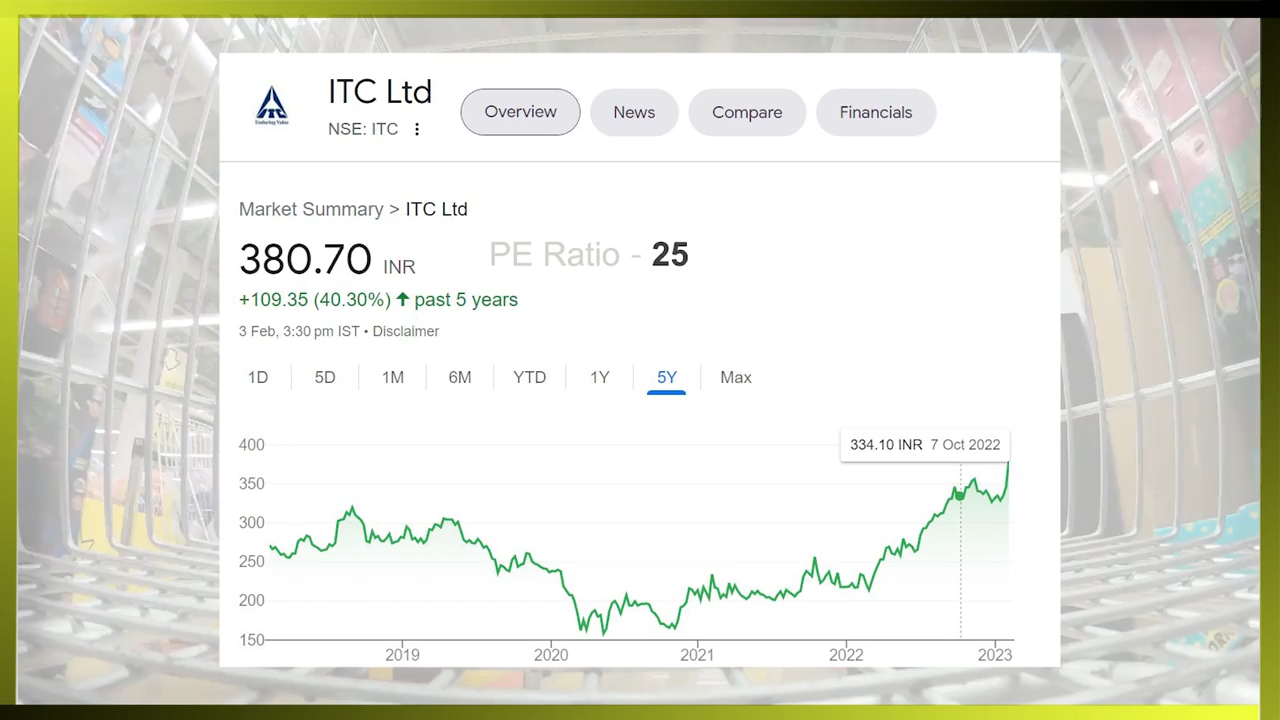 ITC Ltd
NSE: ITC
Overview
News
Compare
Financials
ITC
Enduring Value
Market Summary > ITC Ltd
380.70 INR
PE Ratio - 25
+109.35 (40.30%) ↑ past 5 years
3 Feb, 3:30 pm IST • Disclaimer
1D
5D
1M
6M
YTD
1Y
5Y
Max
334.10 INR 7 Oct 2022
400
350
300
250
200
150
2019
2020
2021
2022
2023